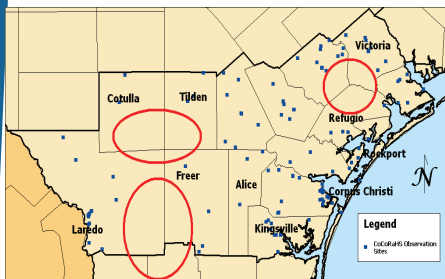 Victoria
Cotulla
Tilden
Refugio
Rockport
Freer
Alice
Corpus Christi
Laredo
Kingsville
N
Legend
CoCoRaHS Observation
Sites